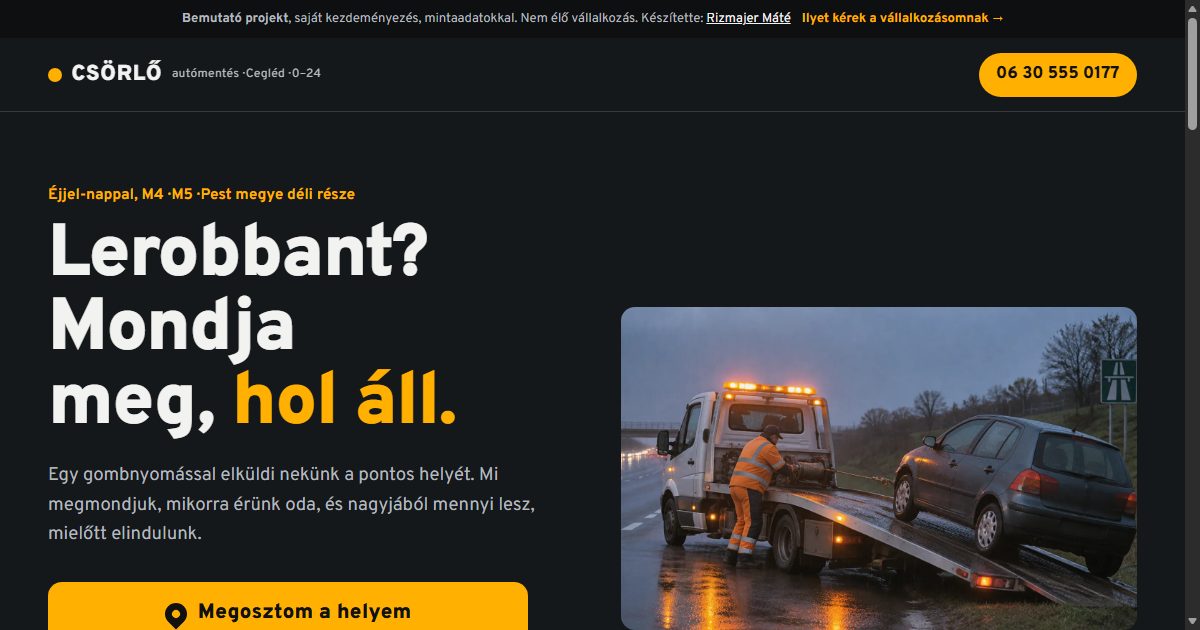 Bemutató projekt, saját kezdeményezés, mintaadatokkal. Nem élő vállalkozás. Készítette: Rizmajer Máté Ilyet kérek a vállalkozásomnak →
CSÖRLŐ autómentés ·Cegléd ·0–24
06 30 555 0177
Éjjel-nappal, M4 ·M5 ·Pest megye déli része
Lerobbant?
Mondja
meg, hol áll.
Egy gombnyomással elküldi nekünk a pontos helyét. Mi
megmondjuk, mikorra érünk oda, és nagyjából mennyi lesz,
mielőtt elindulunk.
Megosztom a helyem